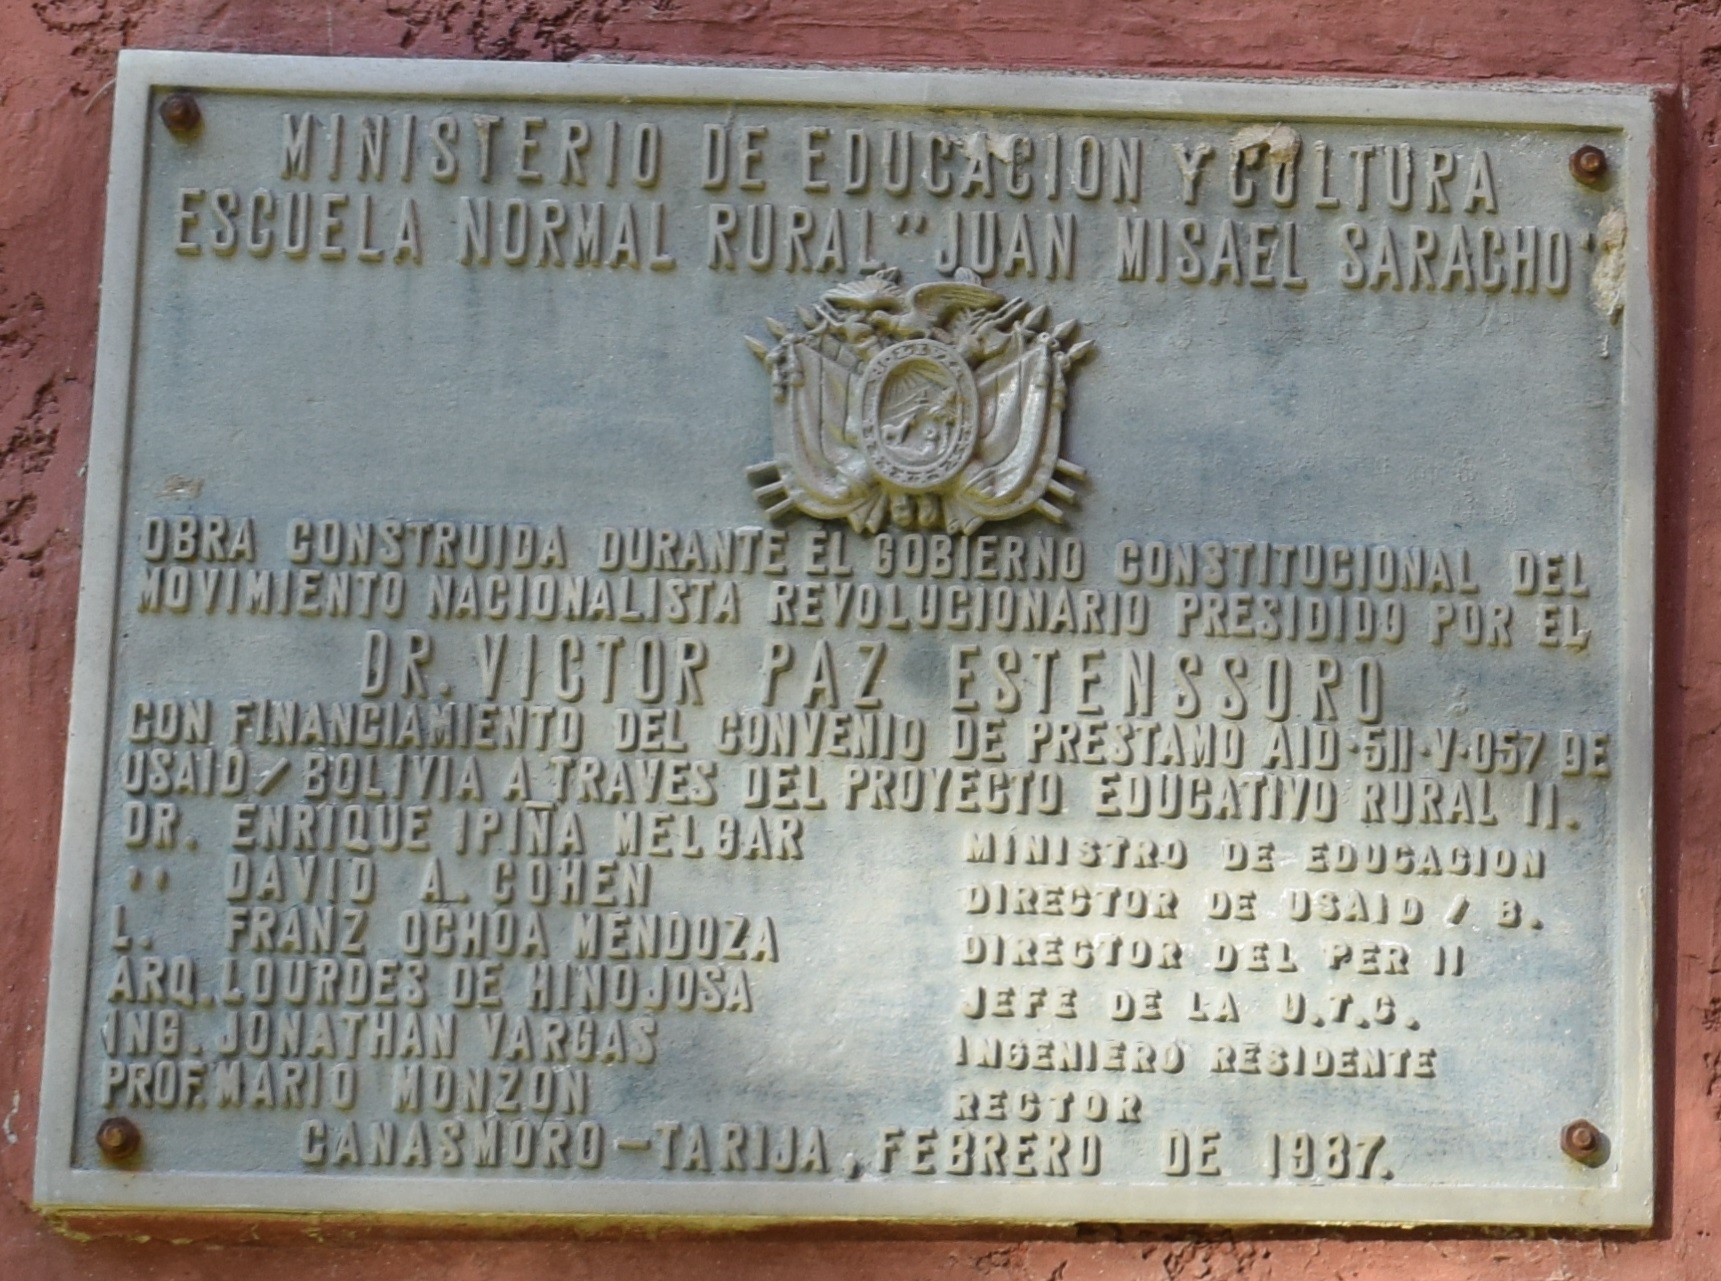 MINISTERIO DE EDUCACION Y CULTURA
ESCUELA NORMAL RURAL "JUAN MISAEL SARACHO"
BOLIVIA
OBRA CONSTRUIDA DURANTE EL GOBIERNO CONSTITUCIONAL DEL
MOVIMIENTO NACIONALISTA REVOLUCIONARIO PRESIDIDO POR EL
DR. VICTOR PAZ ESTENSSORO
CON FINANCIAMIENTO DEL CONVENIO DE PRESTAMO AID·511·V·057 DE
USAID/BOLIVIA A TRAVES DEL PROYECTO EDUCATIVO RURAL II.
DR. ENRIQUE IPIÑA MELGAR MINISTRO DE EDUCACION
" DAVID A. COHEN DIRECTOR DE USAID / B.
L. FRANZ OCHOA MENDOZA DIRECTOR DEL PER II
ARQ. LOURDES DE HINOJOSA JEFE DE LA U.T.C.
ING. JONATHAN VARGAS INGENIERO RESIDENTE
PROF. MARIO MONZON RECTOR
CANASMORO-TARIJA, FEBRERO DE 1987.